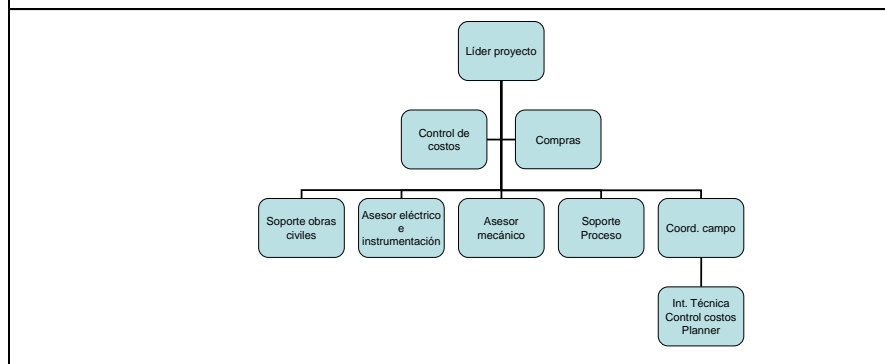 Líder proyecto
Control de
costos
Compras
Soporte obras
civiles
Asesor eléctrico
e
instrumentación
Asesor
mecánico
Soporte
Proceso
Coord. campo
Int. Técnica
Control costos
Planner